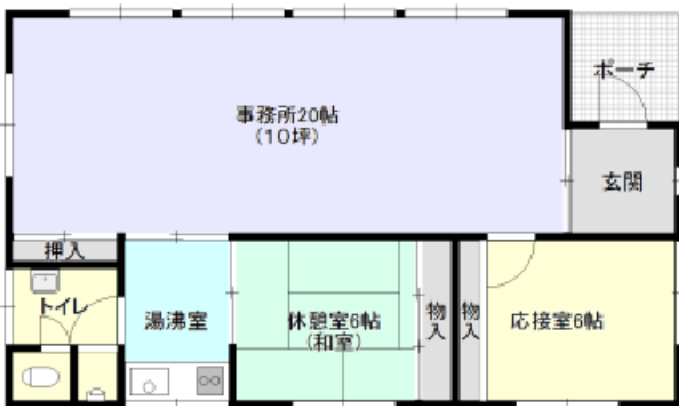 ポーチ
事務所20帖
(10坪)
玄関
押入
トイレ
湯沸室
休憩室6帖
(和室)
物入
物入
応接室6帖